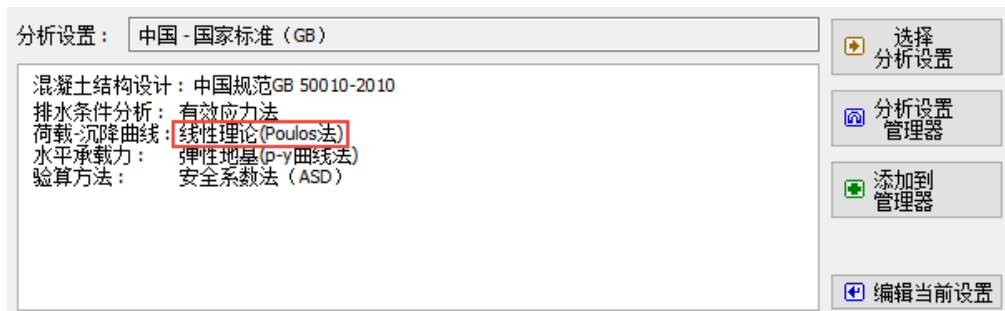 分析设置： 中国 - 国家标准（GB）
混凝土结构设计：中国规范GB 50010-2010
排水条件分析： 有效应力法
荷载-沉降曲线：线性理论(Poulos法)
水平承载力： 弹性地基(p-y曲线法)
验算方法： 安全系数法（ASD）
选择
分析设置
分析设置
管理器
添加到
管理器
编辑当前设置